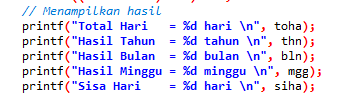 // Menampilkan hasil
printf("Total Hari   = %d hari \n", toha);
printf("Hasil Tahun  = %d tahun \n", thn);
printf("Hasil Bulan  = %d bulan \n", bln);
printf("Hasil Minggu = %d minggu \n", mgg);
printf("Sisa Hari    = %d hari \n", siha);